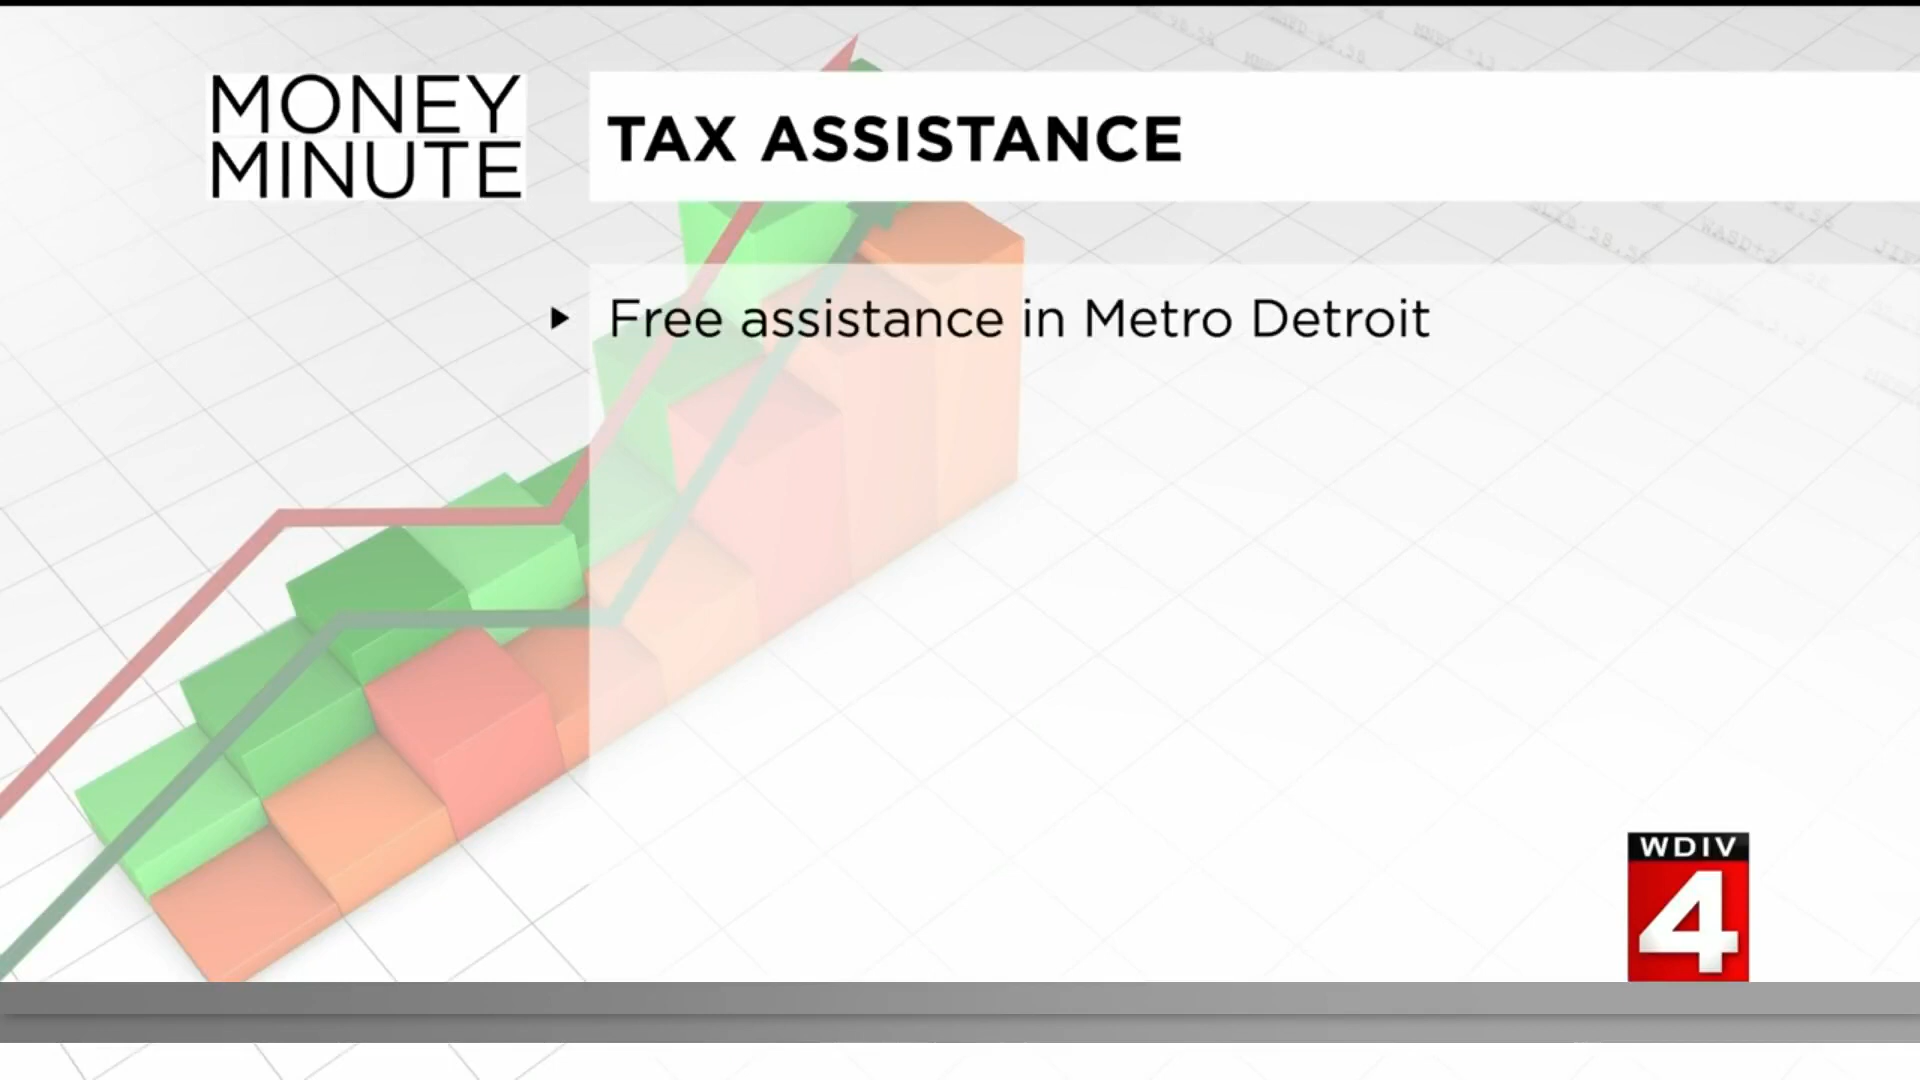 MONEY
MINUTE
TAX ASSISTANCE
▸ Free assistance in Metro Detroit
WDIV
4